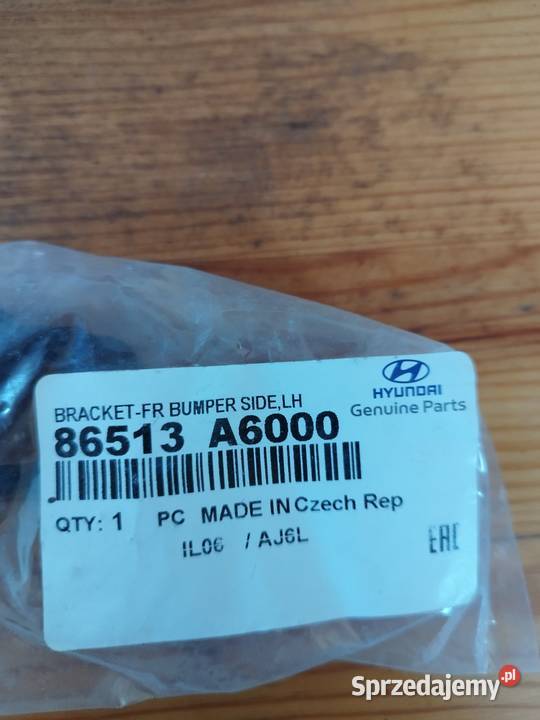 HYUNDAI
Genuine Parts
BRACKET-FR BUMPER SIDE,LH
86513 A6000
QTY: 1 PC MADE IN Czech Rep
IL06 / AJ6L
EAC
Sprzedajemy.pl